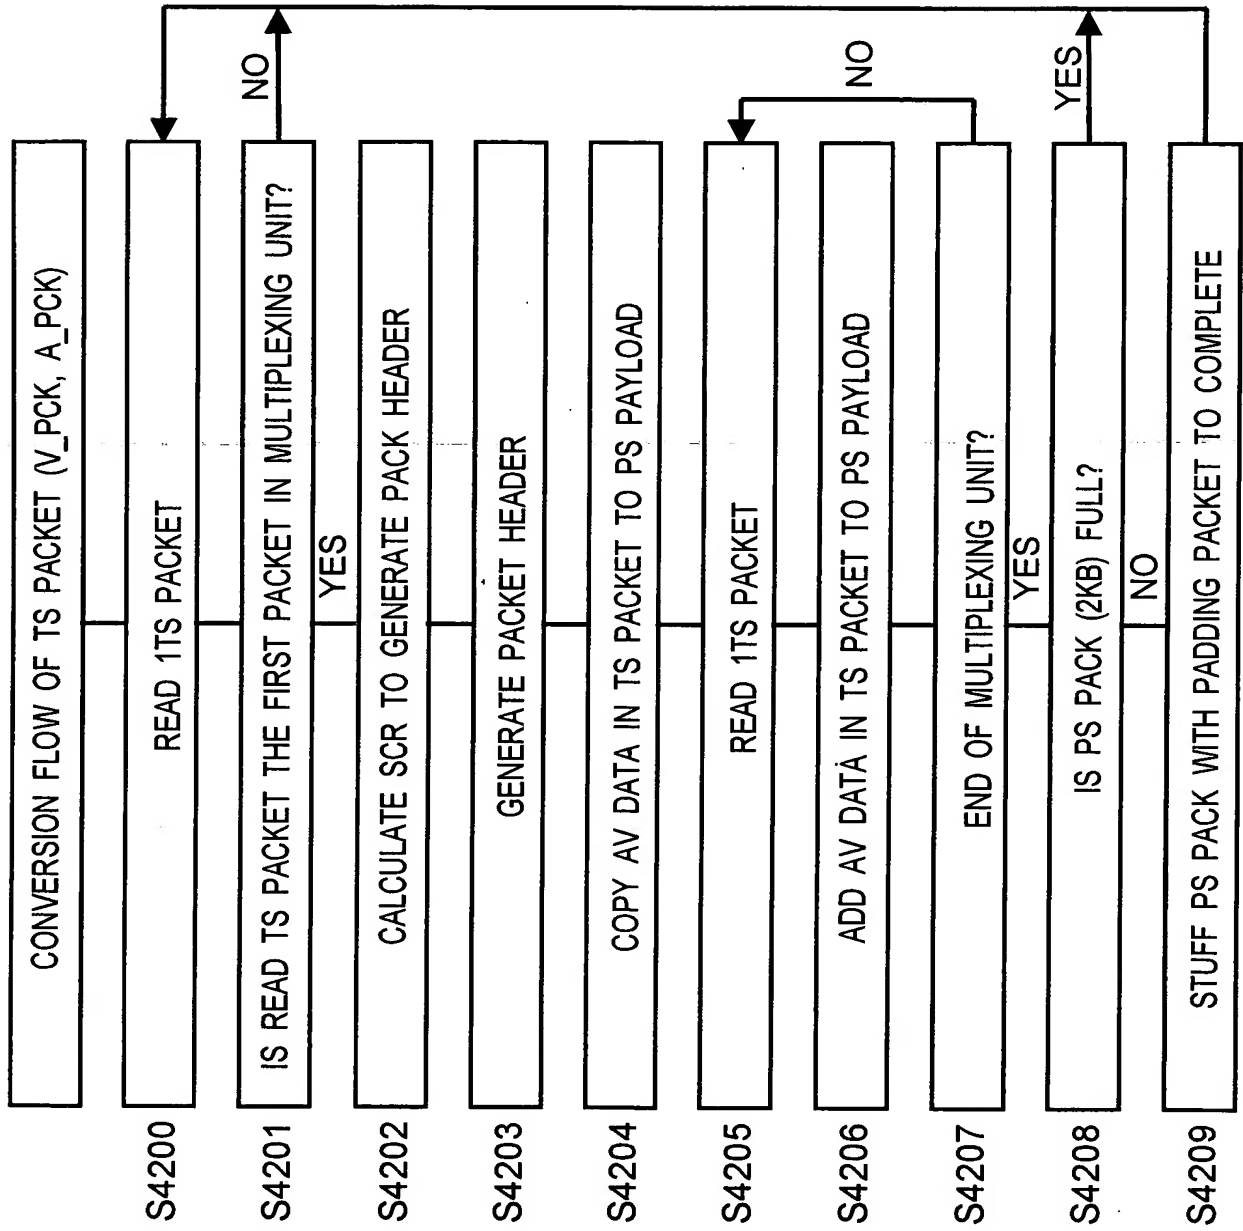 CONVERSION FLOW OF TS PACKET (V_PCK, A_PCK)
S4200
READ 1TS PACKET
S4201
IS READ TS PACKET THE FIRST PACKET IN MULTIPLEXING UNIT?
NO
YES
S4202
CALCULATE SCR TO GENERATE PACK HEADER
S4203
GENERATE PACKET HEADER
S4204
COPY AV DATA IN TS PACKET TO PS PAYLOAD
S4205
READ 1TS PACKET
S4206
ADD AV DATA IN TS PACKET TO PS PAYLOAD
NO
S4207
END OF MULTIPLEXING UNIT?
YES
S4208
IS PS PACK (2KB) FULL?
YES
NO
S4209
STUFF PS PACK WITH PADDING PACKET TO COMPLETE